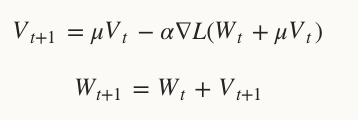 V_{t+1} = μV_t − α∇L(W_t + μV_t)
W_{t+1} = W_t + V_{t+1}